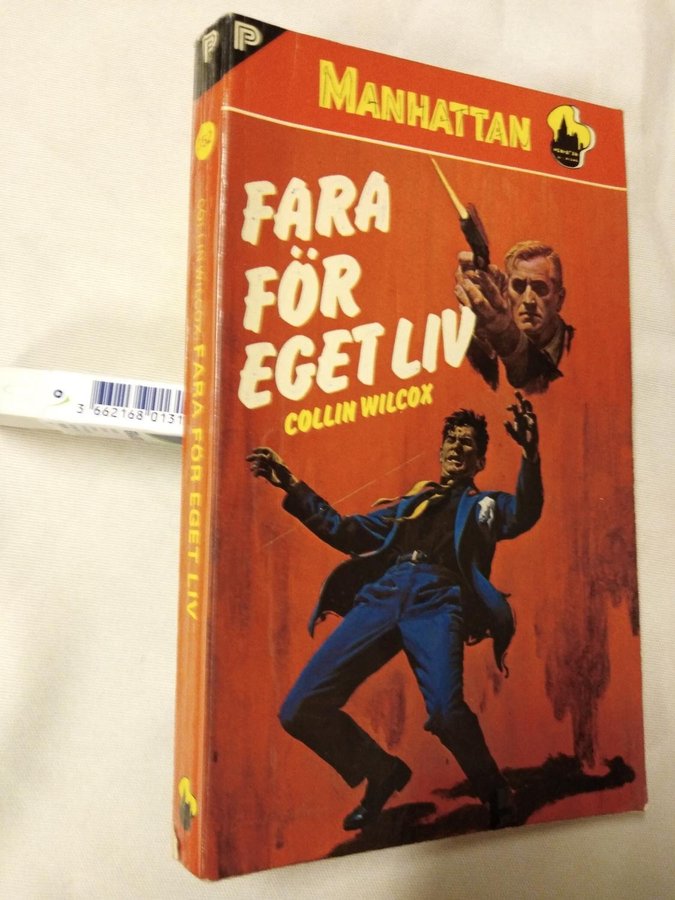 P P
MANHATTAN
FARA
FÖR
EGET LIV
COLLIN WILCOX
COLLIN WILCOX: FARA FÖR EGET LIV
3 662168 0131